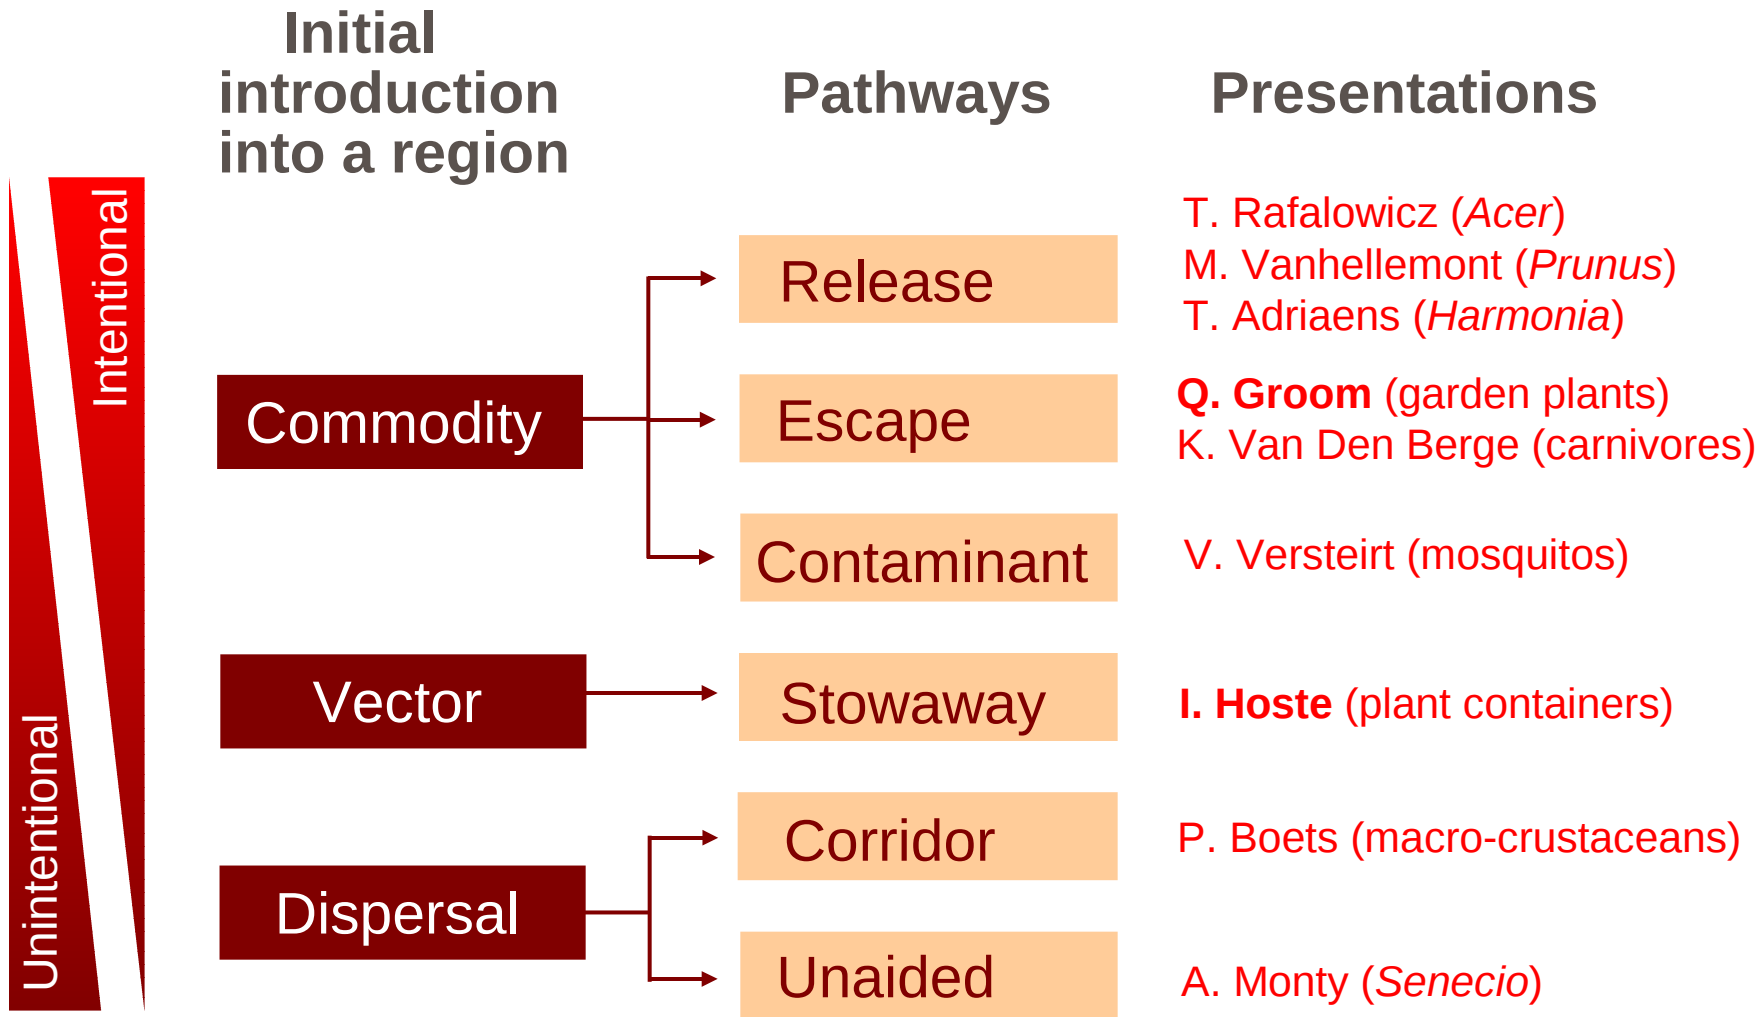 Initial
introduction
into a region
Pathways
Presentations
Intentional
Unintentional
Commodity
Release
T. Rafalowicz (Acer)
M. Vanhellemont (Prunus)
T. Adriaens (Harmonia)
Escape
Q. Groom (garden plants)
K. Van Den Berge (carnivores)
Contaminant
V. Versteirt (mosquitos)
Vector
Stowaway
I. Hoste (plant containers)
Dispersal
Corridor
P. Boets (macro-crustaceans)
Unaided
A. Monty (Senecio)